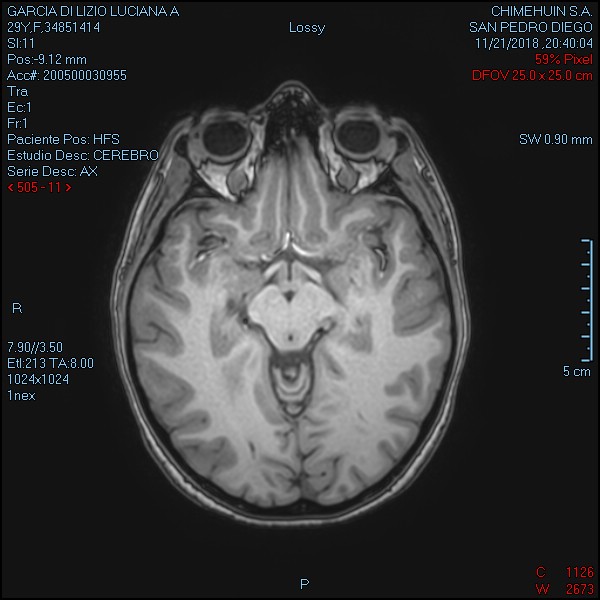 GARCIA DI LIZIO LUCIANA A
29Y,F,34851414
Sl:11
Pos:-9.12 mm
Acc#: 200500030955
Tra
Ec:1
Fr:1
Paciente Pos: HFS
Estudio Desc: CEREBRO
Serie Desc: AX
< 505 - 11 >
Lossy
CHIMEHUIN S.A.
SAN PEDRO DIEGO
11/21/2018 ,20:40:04
59% Pixel
DFOV 25.0 x 25.0 cm
SW 0.90 mm
R
7.90//3.50
Etl:213 TA:8.00
1024x1024
1nex
5 cm
P
C 1126
W 2673